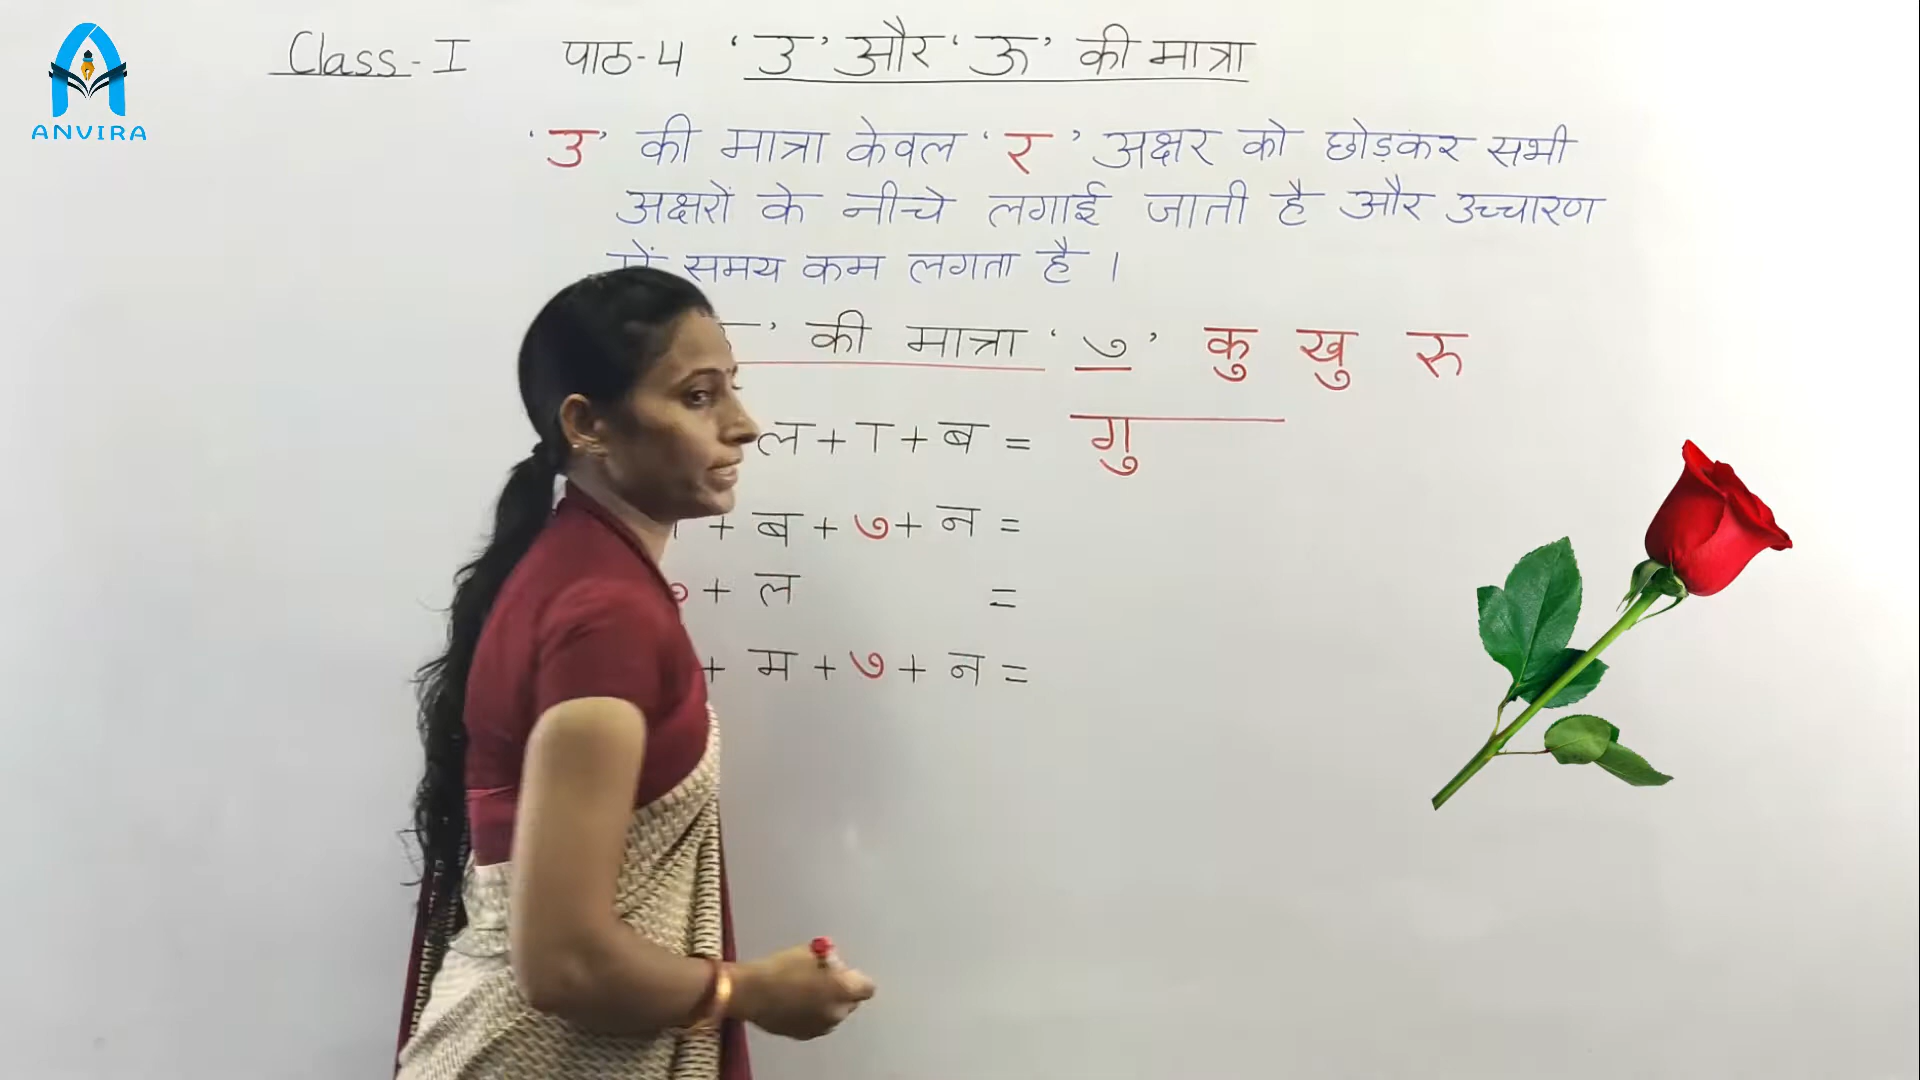 ANVIRA
Class-I पाठ-4 'उ' और 'ऊ' की मात्रा
'उ' की मात्रा केवल 'र' अक्षर को छोड़कर सभी
अक्षरों के नीचे लगाई जाती है और उच्चारण
में समय कम लगता है ।
' की मात्रा ' ु ' कु खु रु
ल + ा + ब = गु
+ ब + ु + न =
+ ल =
+ म + ु + न =